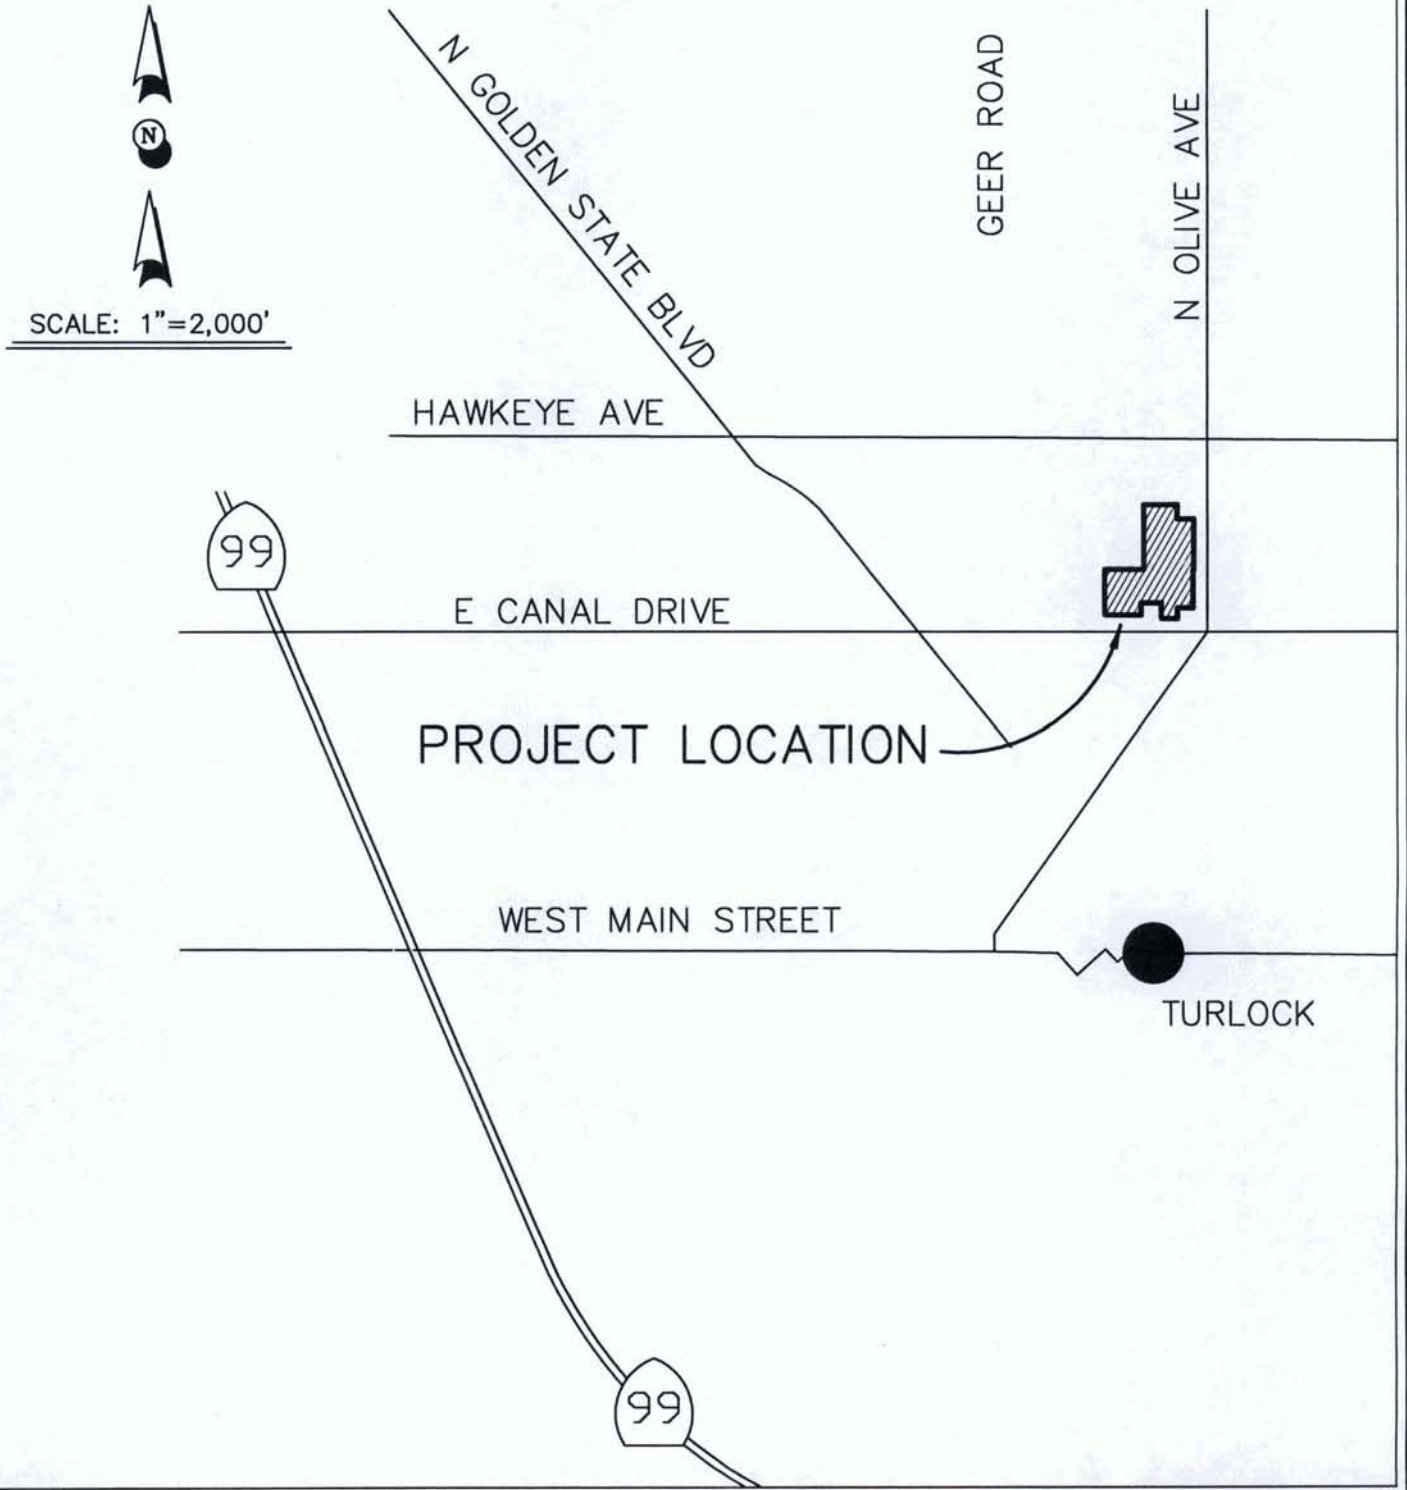 N
SCALE: 1"=2,000'
N GOLDEN STATE BLVD
GEER ROAD
N OLIVE AVE
HAWKEYE AVE
99
E CANAL DRIVE
PROJECT LOCATION
WEST MAIN STREET
TURLOCK
99